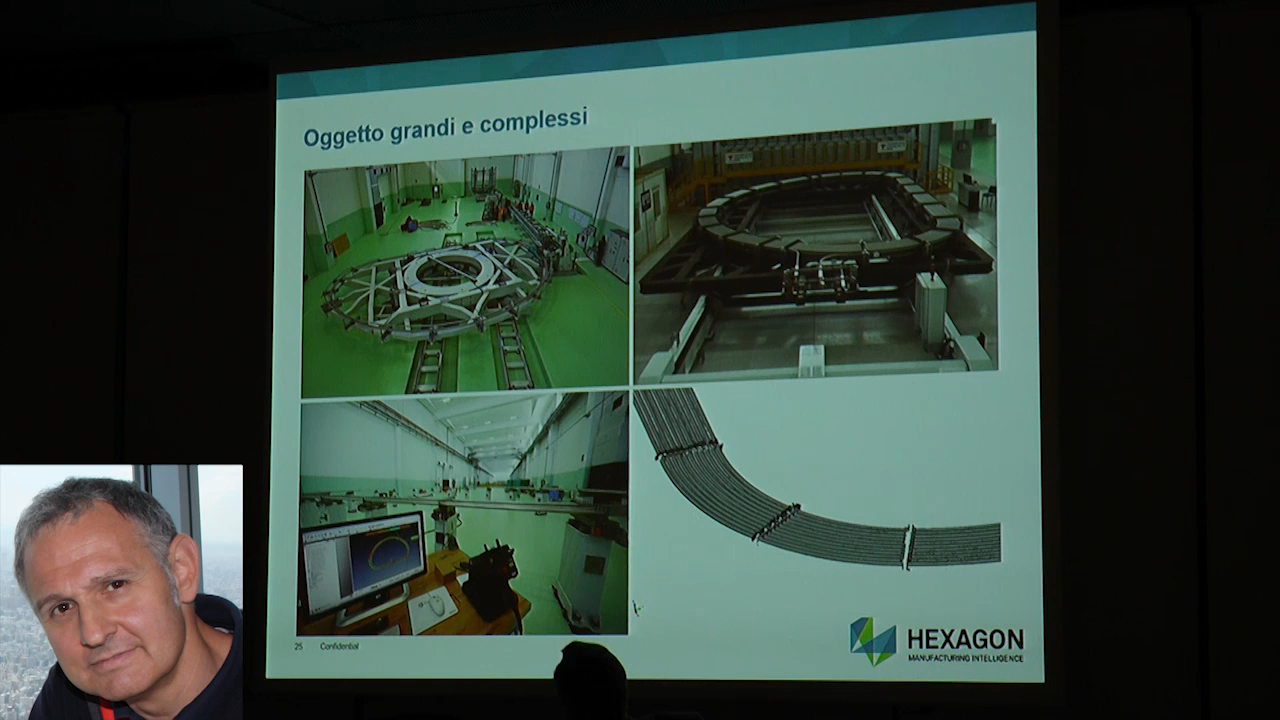 Oggetto grandi e complessi
25 Confidential
HEXAGON
MANUFACTURING INTELLIGENCE